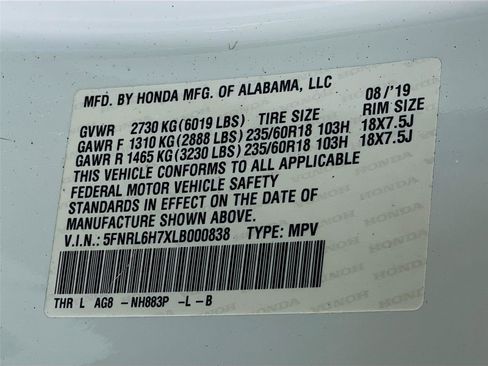 MFD. BY HONDA MFG. OF ALABAMA, LLC 08/'19
GVWR 2730 KG(6019 LBS) TIRE SIZE RIM SIZE
GAWR F 1310 KG(2888 LBS)235/60R18 103H 18X7.5J
GAWR R 1465 KG(3230 LBS)235/60R18 103H 18X7.5J
THIS VEHICLE CONFORMS TO ALL APPLICABLE
FEDERAL MOTOR VEHICLE SAFETY
STANDARDS IN EFFECT ON THE DATE OF
MANUFACTURE SHOWN ABOVE.
V.I.N.:5FNRL6H7XLB000838 TYPE: MPV
THR L AG8 -NH883P -L-B